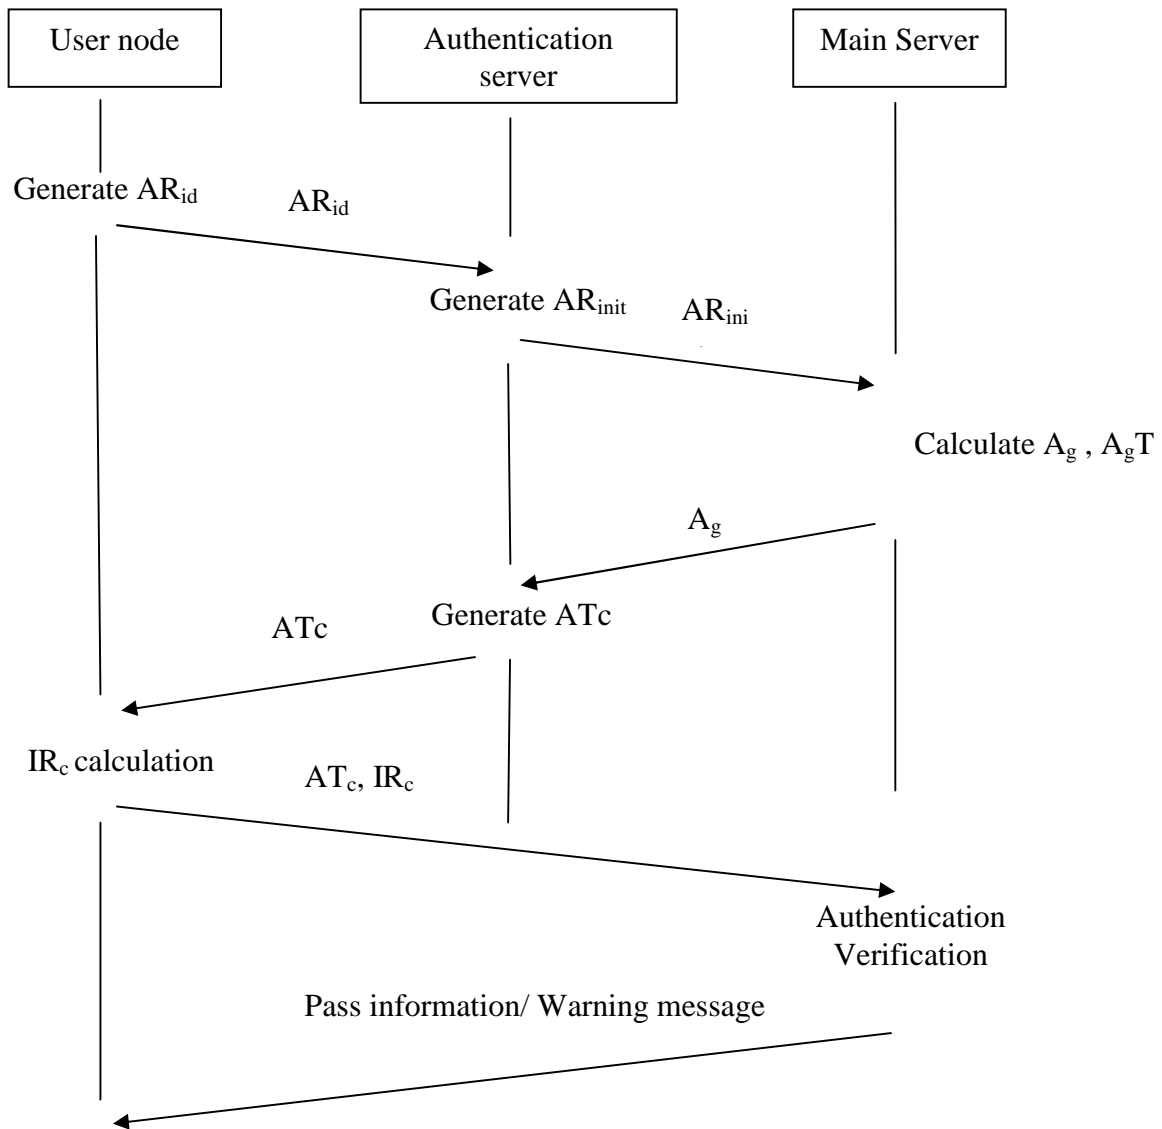 User node
Authentication
server
Main Server
Generate ARid
ARid
Generate ARinit
ARini
Calculate Ag , AgT
Ag
Generate ATc
ATc
IRc calculation
ATc, IRc
Authentication
Verification
Pass information/ Warning message